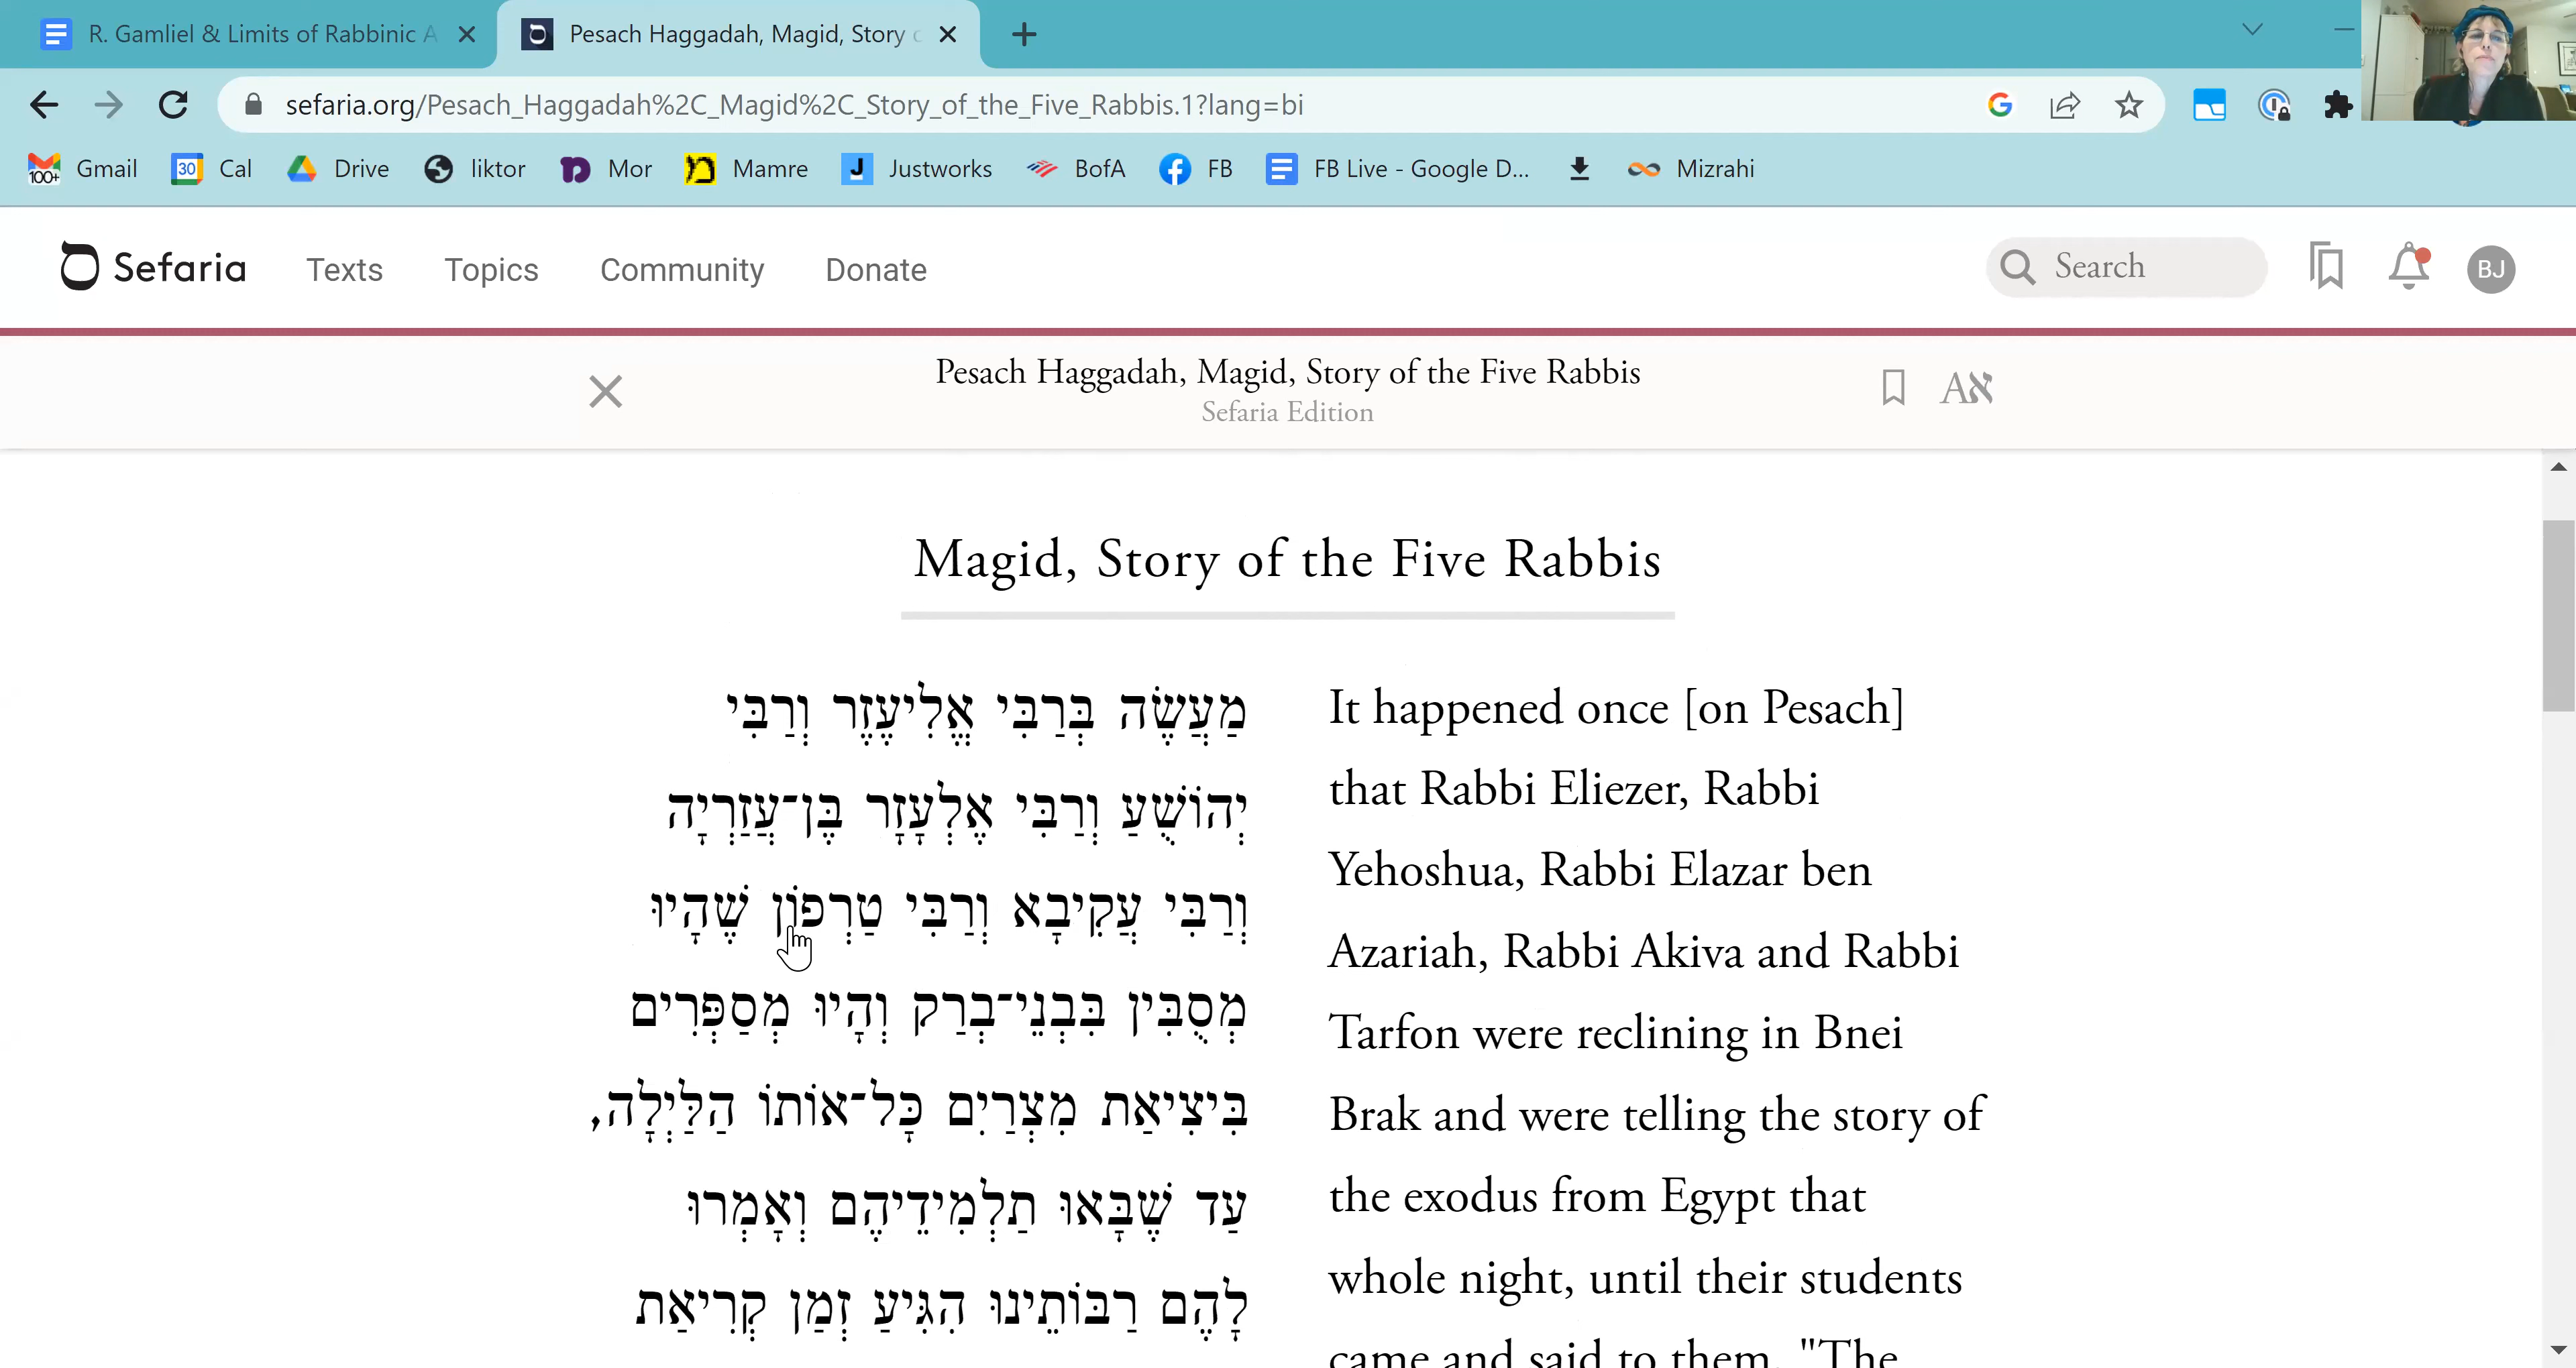 R. Gamliel & Limits of Rabbinic A
Pesach Haggadah, Magid, Story
sefaria.org/Pesach_Haggadah%2C_Magid%2C_Story_of_the_Five_Rabbis.1?lang=bi
100+ Gmail 30 Cal Drive liktor Mor Mamre J Justworks BofA FB FB Live - Google D... Mizrahi
Sefaria Texts Topics Community Donate Search BJ
Pesach Haggadah, Magid, Story of the Five Rabbis
Sefaria Edition
Magid, Story of the Five Rabbis
מַעֲשֶׂה בְּרַבִּי אֱלִיעֶזֶר וְרַבִּי
יְהוֹשֻׁעַ וְרַבִּי אֶלְעָזָר בֶּן־עֲזַרְיָה
וְרַבִּי עֲקִיבָא וְרַבִּי טַרְפוֹן שֶׁהָיוּ
מְסֻבִּין בִּבְנֵי־בְרַק וְהָיוּ מְסַפְּרִים
בִּיצִיאַת מִצְרַיִם כָּל־אוֹתוֹ הַלַּיְלָה,
עַד שֶׁבָּאוּ תַלְמִידֵיהֶם וְאָמְרוּ
לָהֶם רַבּוֹתֵינוּ הִגִּיעַ זְמַן קְרִיאַת
It happened once [on Pesach]
that Rabbi Eliezer, Rabbi
Yehoshua, Rabbi Elazar ben
Azariah, Rabbi Akiva and Rabbi
Tarfon were reclining in Bnei
Brak and were telling the story of
the exodus from Egypt that
whole night, until their students
came and said to them, "The